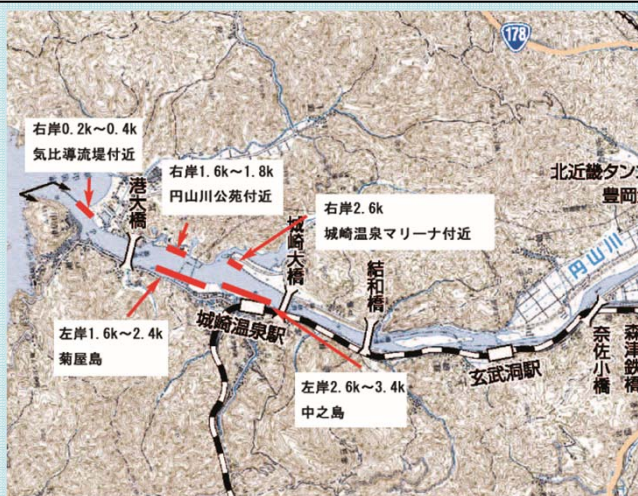 178
右岸0.2k～0.4k
気比導流堤付近
右岸1.6k～1.8k
円山川公苑付近
右岸2.6k
城崎温泉マリーナ付近
北近畿タン
豊岡
港大橋
城崎大橋
結和橋
円山川
城崎温泉駅
玄武洞駅
奈佐小橋
森津鉄橋
左岸1.6k～2.4k
菊屋島
左岸2.6k～3.4k
中之島